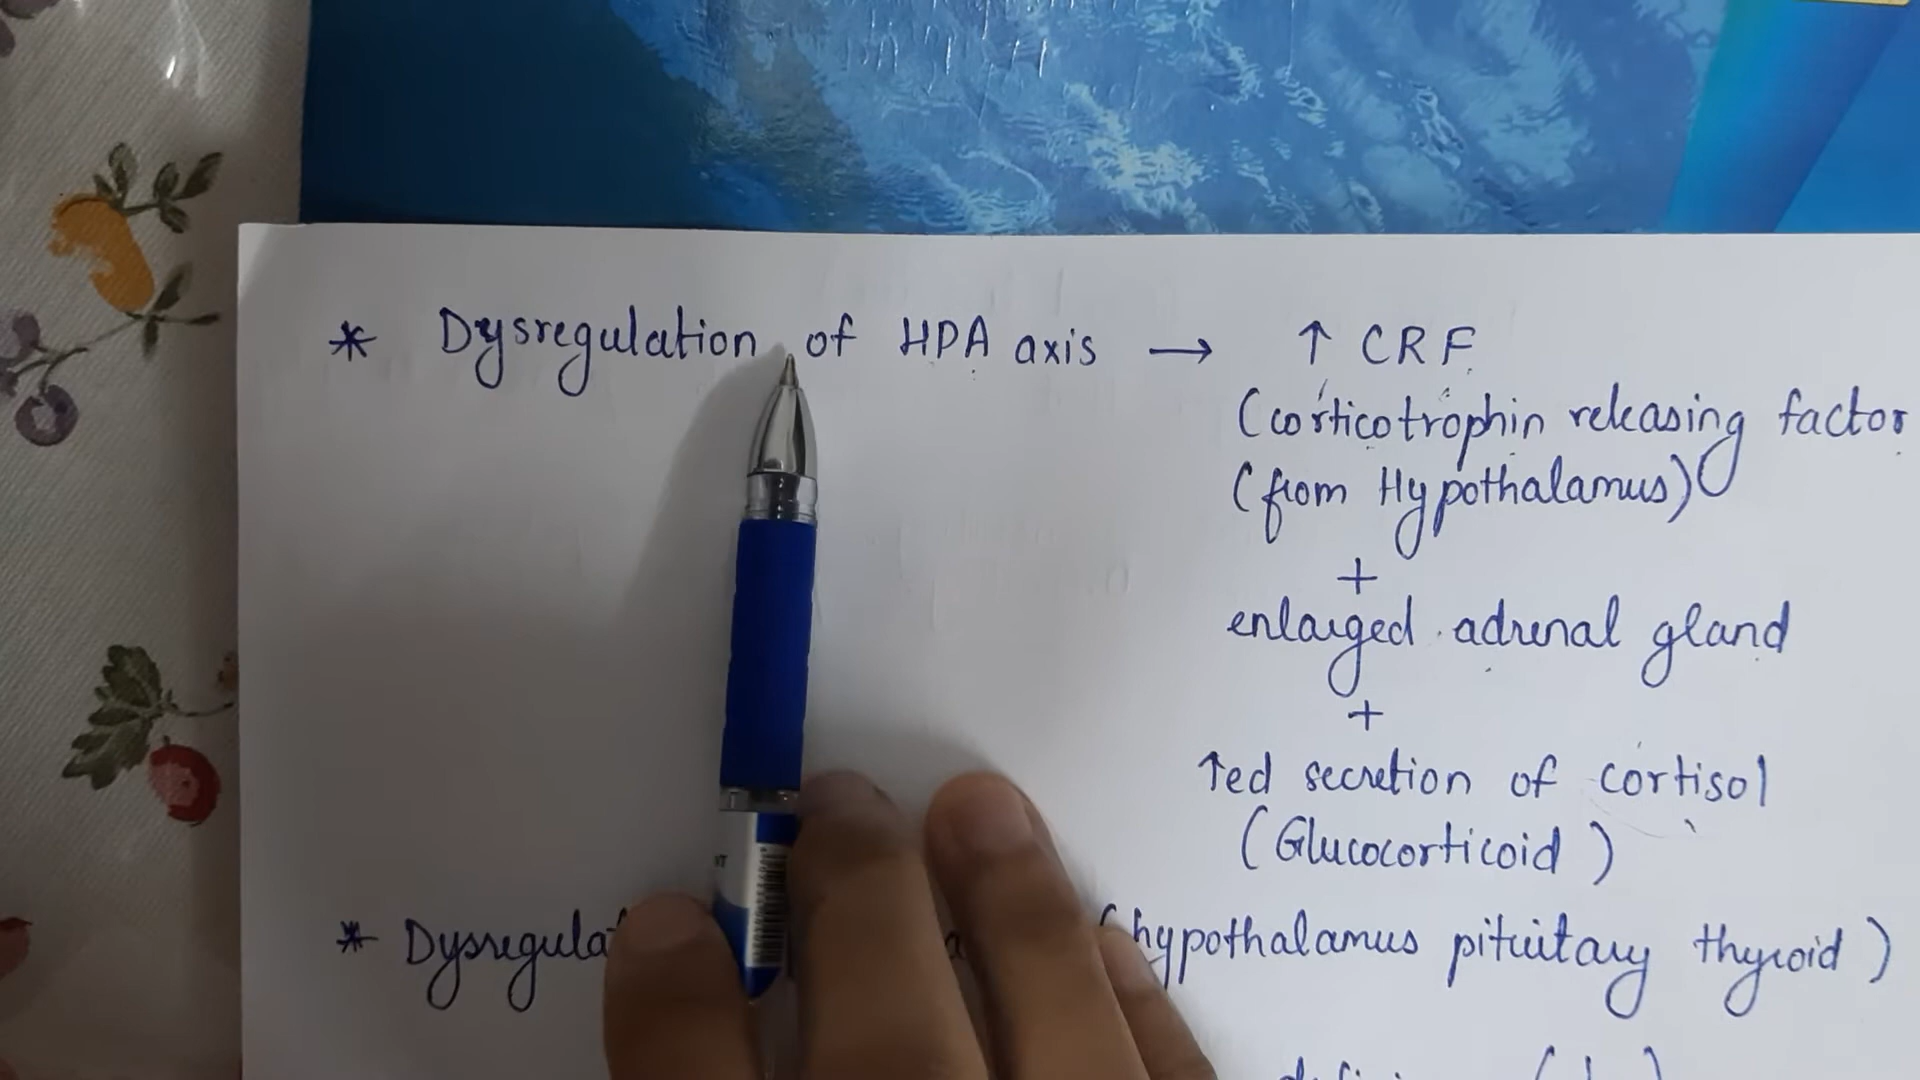 * Dysregulation of HPA axis → ↑ CRF
(corticotrophin releasing factor
(from Hypothalamus)
+
enlarged adrenal gland
+
↑ed secretion of cortisol
(Glucocorticoid)
* (hypothalamus pituitary thyroid)